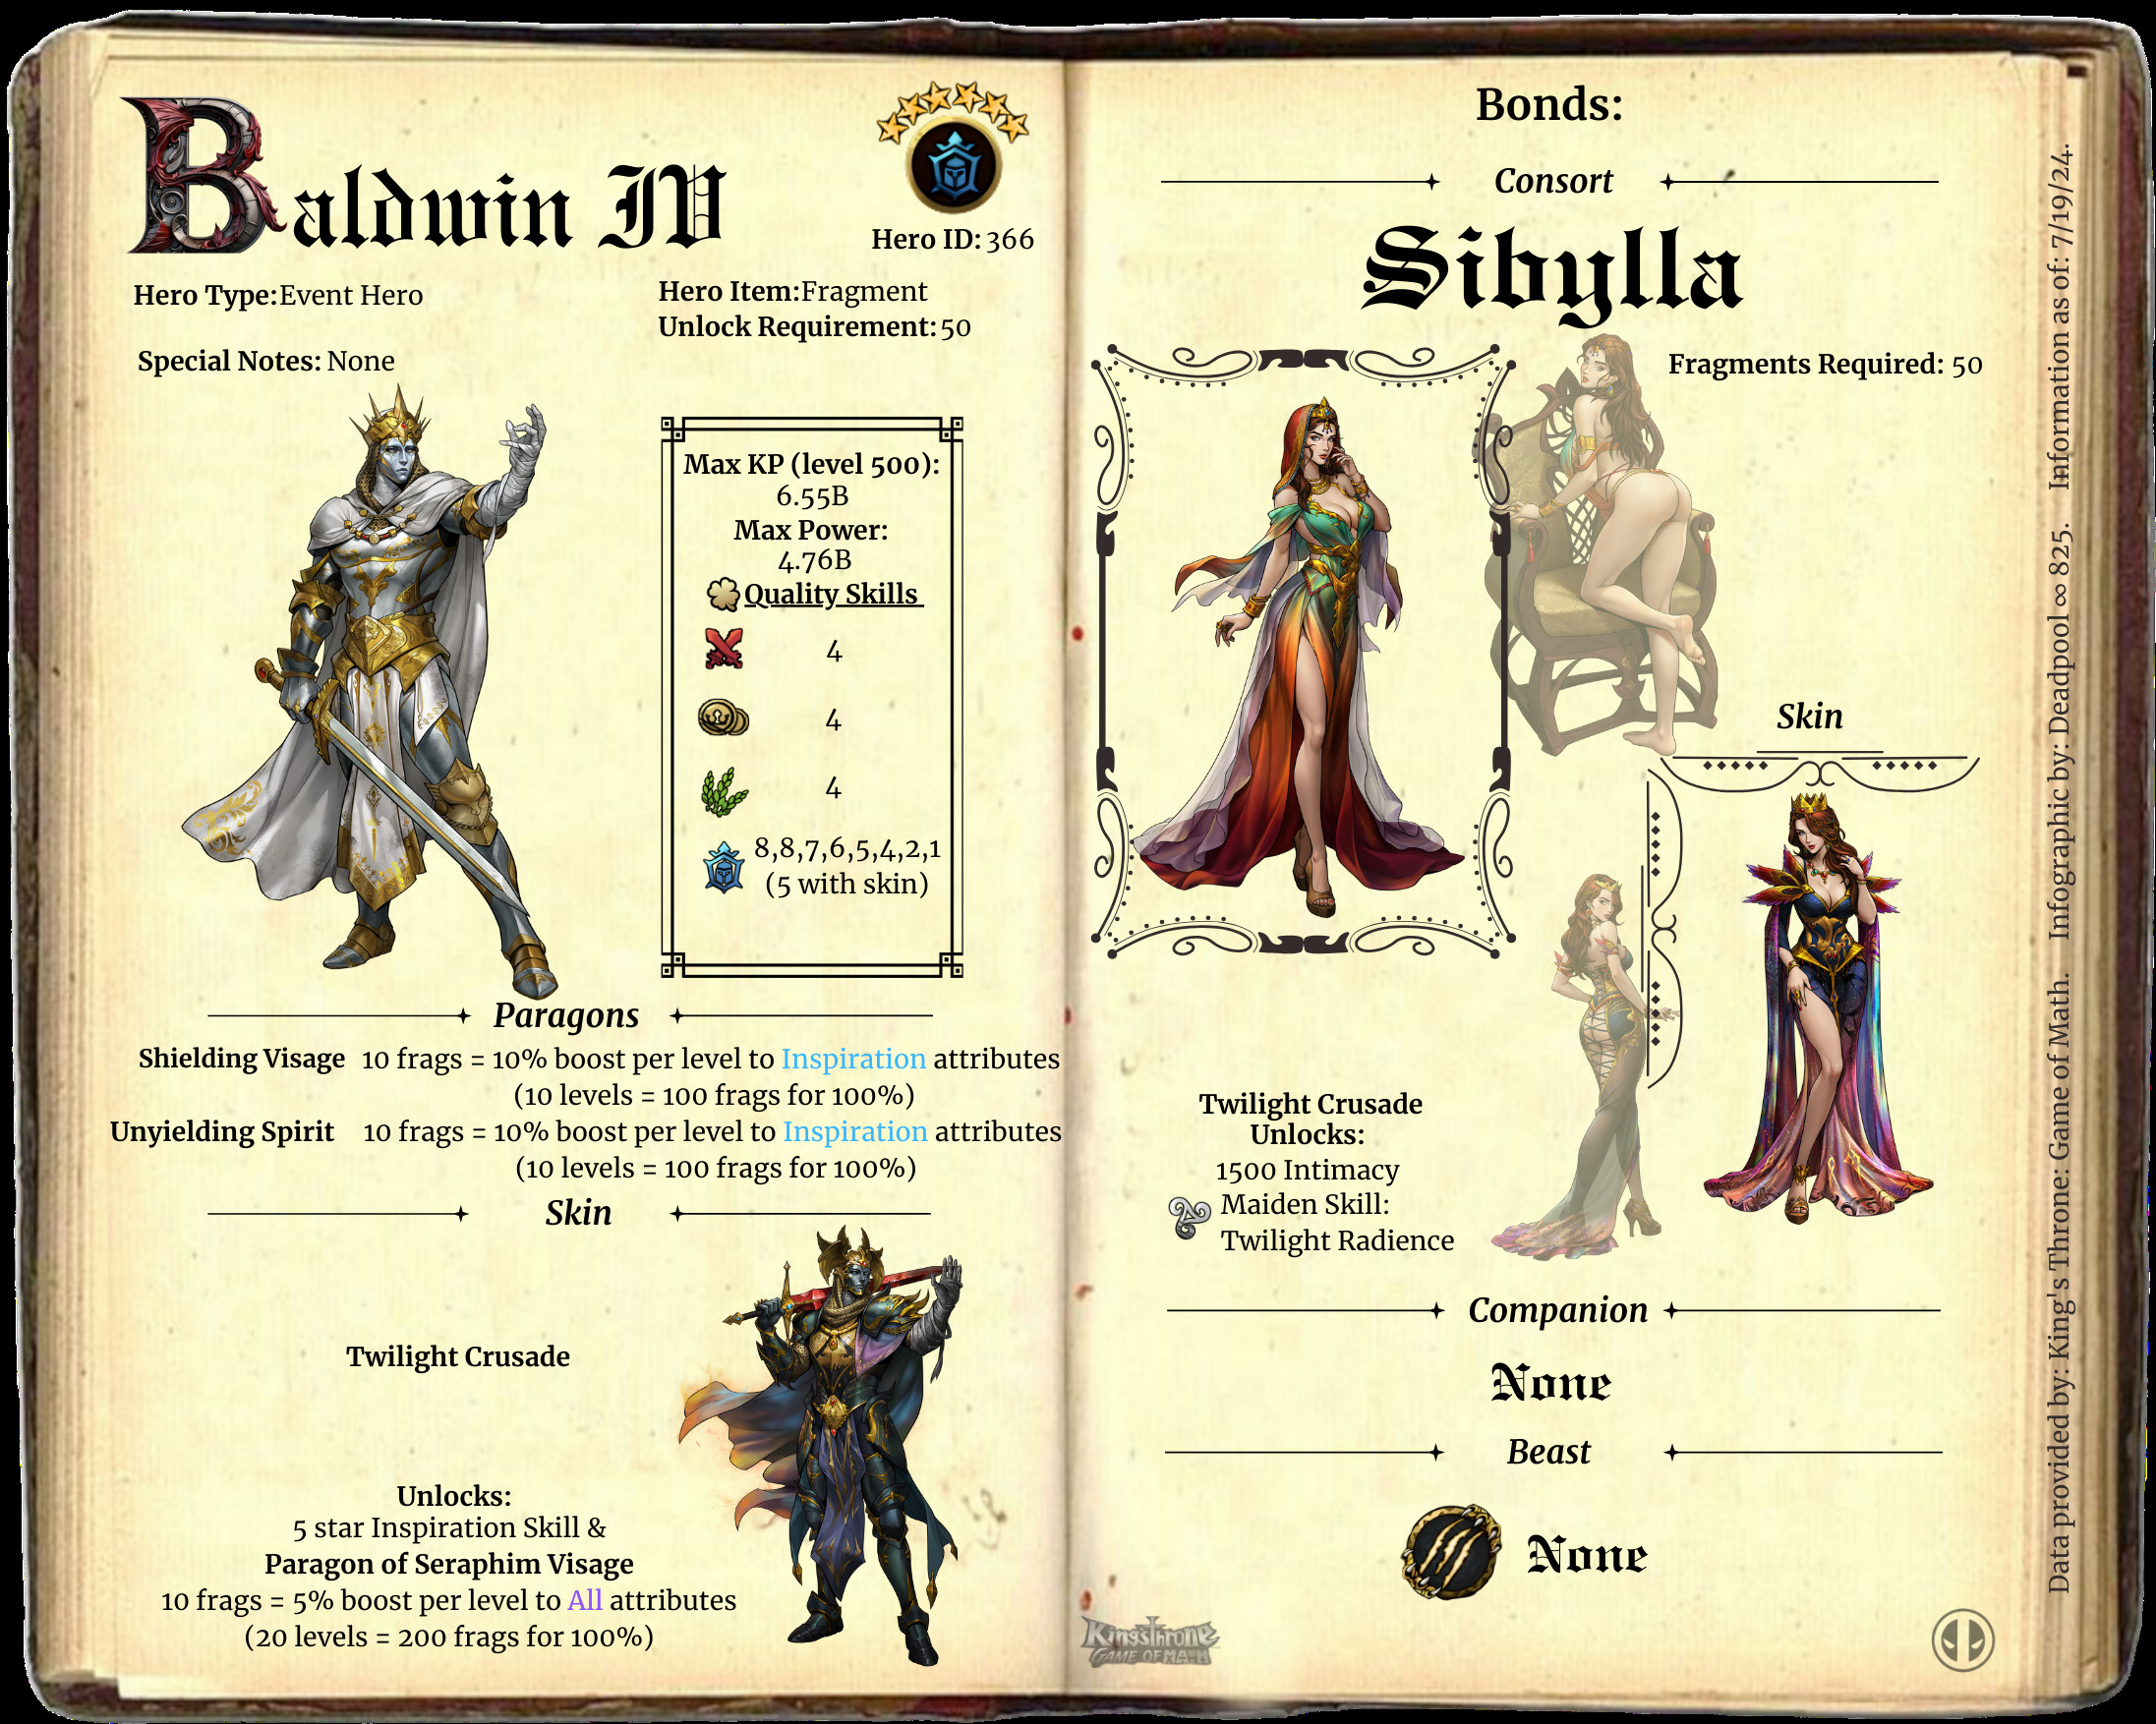 Baldwin IV
Hero ID: 366
Hero Type: Event Hero
Hero Item: Fragment
Unlock Requirement: 50
Special Notes: None
Max KP (level 500):
6.55B
Max Power:
4.76B
Quality Skills
4
4
4
8,8,7,6,5,4,2,1
(5 with skin)
Paragons
Shielding Visage 10 frags = 10% boost per level to Inspiration attributes
(10 levels = 100 frags for 100%)
Unyielding Spirit 10 frags = 10% boost per level to Inspiration attributes
(10 levels = 100 frags for 100%)
Skin
Twilight Crusade
Unlocks:
5 star Inspiration Skill &
Paragon of Seraphim Visage
10 frags = 5% boost per level to All attributes
(20 levels = 200 frags for 100%)
Bonds:
Consort
Sibylla
Fragments Required: 50
Skin
Twilight Crusade
Unlocks:
1500 Intimacy
Maiden Skill:
Twilight Radience
Companion
None
Beast
None
King's Throne
GAME OF MATH
Data provided by: King's Throne: Game of Math. Infographic by: Deadpool ∞ 825. Information as of: 7/19/24.